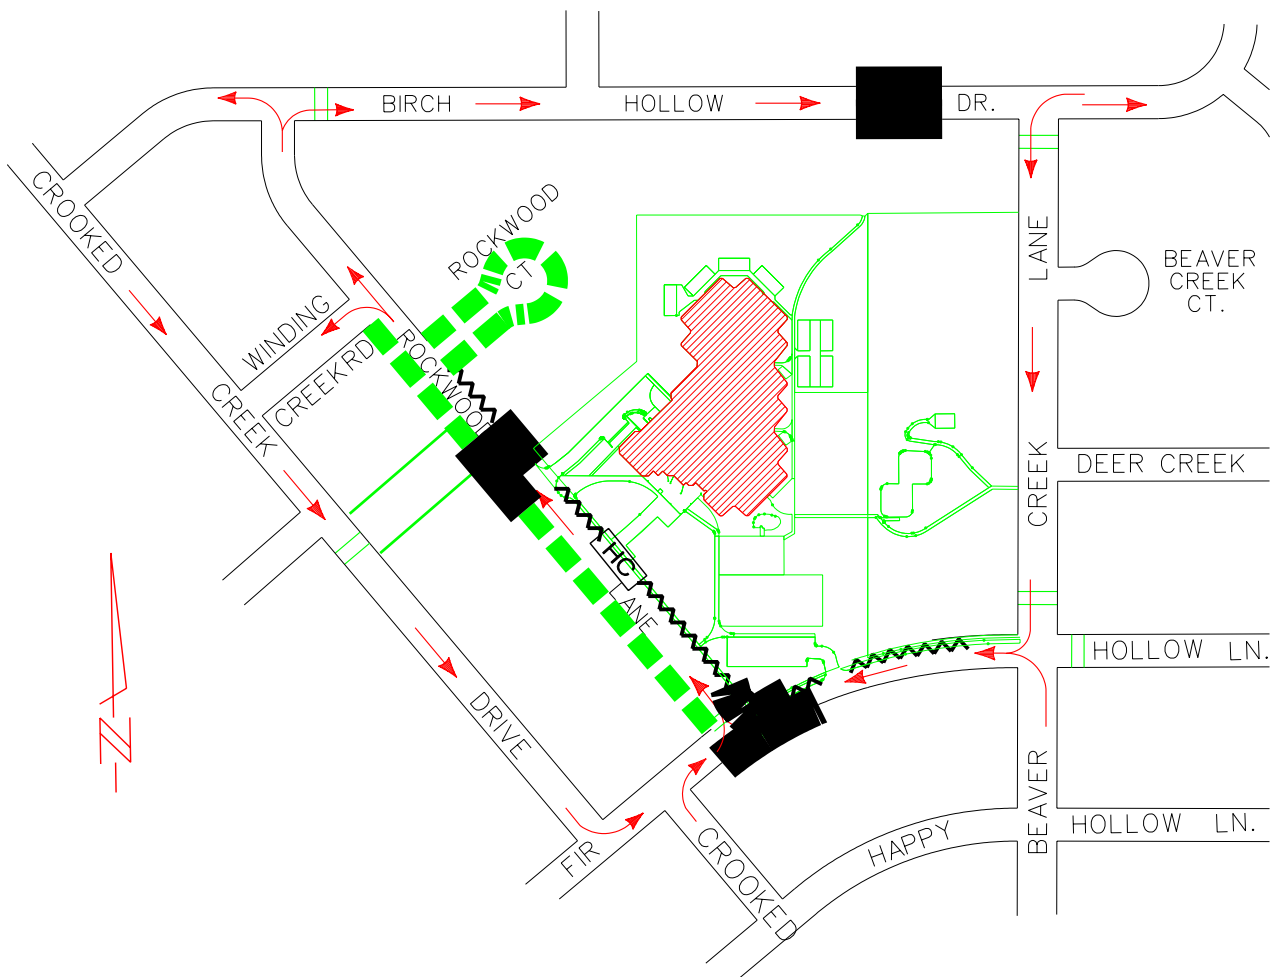 BIRCH HOLLOW DR.
CROOKED
CREEK
DRIVE
ROCKWOOD
CT
WINDING
CREEK RD
ROCKWOOD
LANE
HC
LANE
CREEK
BEAVER
BEAVER
CREEK
CT.
DEER CREEK
HOLLOW LN.
HOLLOW LN.
HAPPY
FIR
CROOKED
N